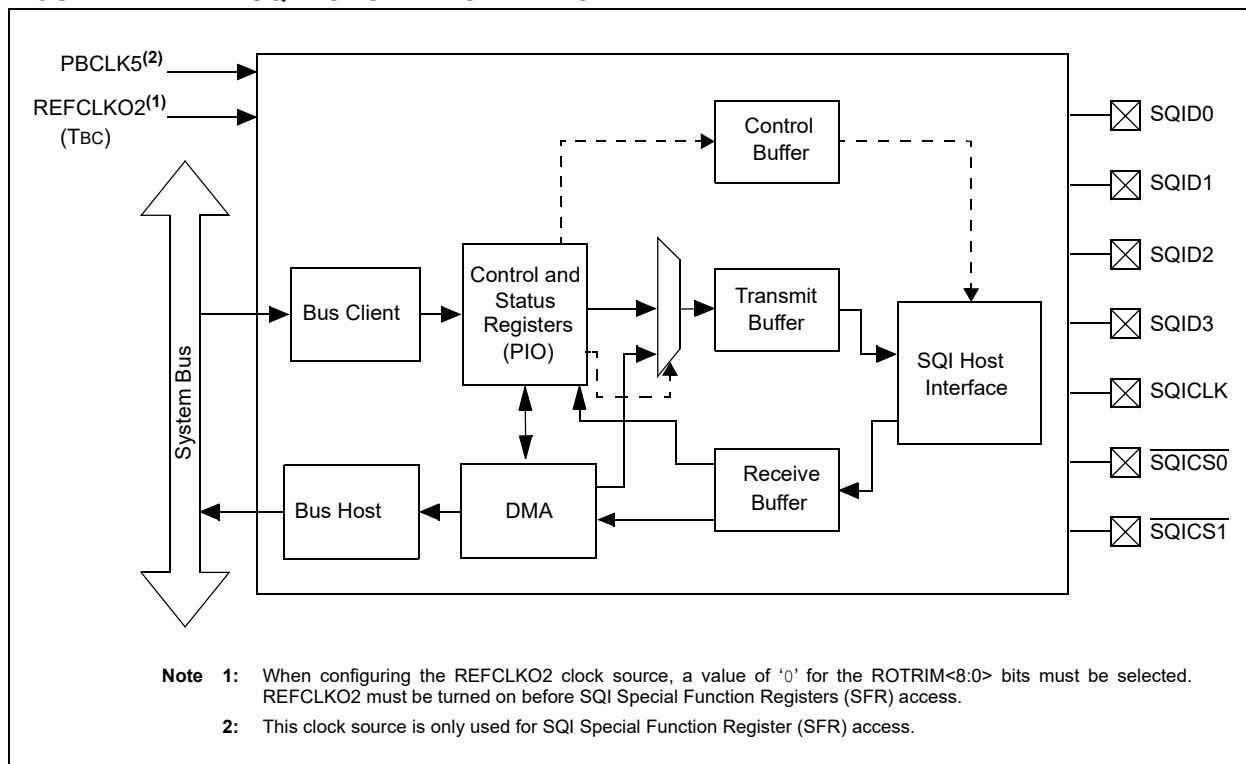 PBCLK5(2)
REFCLKO2(1)
(TBC)
System Bus
Bus Client
Control and
Status
Registers
(PIO)
Control
Buffer
Transmit
Buffer
SQI Host
Interface
Bus Host
DMA
Receive
Buffer
SQID0
SQID1
SQID2
SQID3
SQICLK
SQICS0
SQICS1
Note 1: When configuring the REFCLKO2 clock source, a value of ‘0’ for the ROTRIM<8:0> bits must be selected.
REFCLKO2 must be turned on before SQI Special Function Registers (SFR) access.
2: This clock source is only used for SQI Special Function Register (SFR) access.